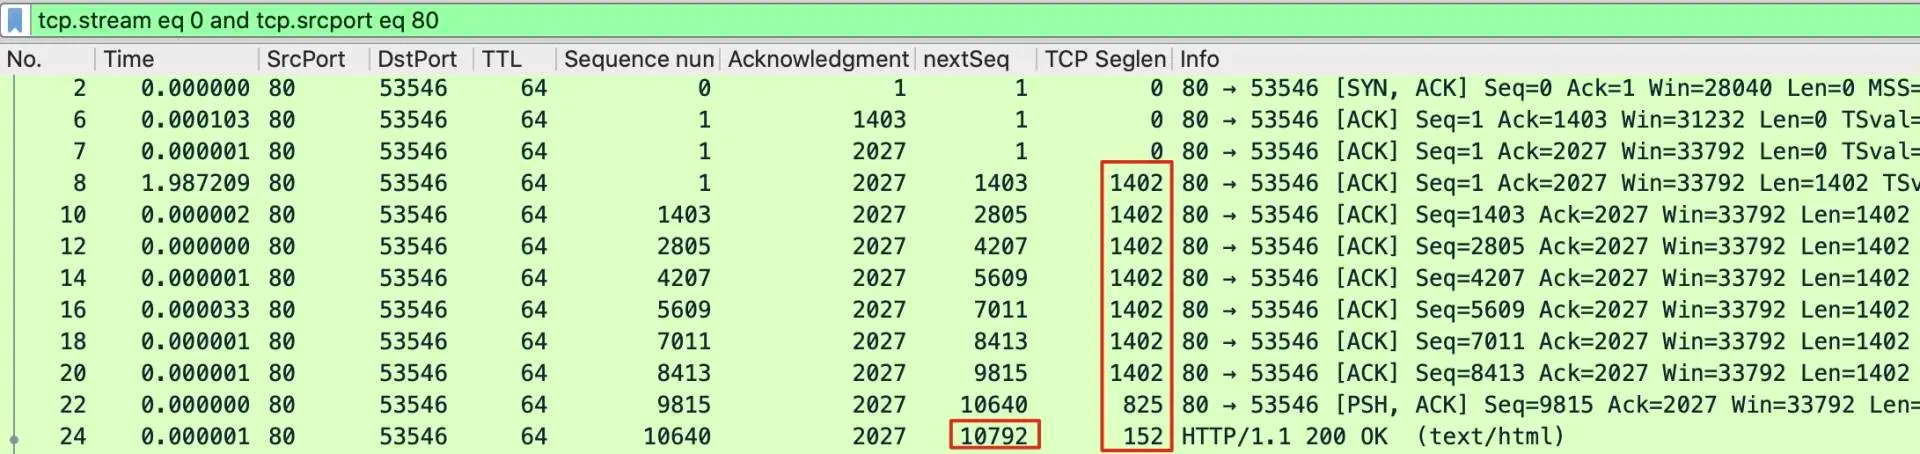 tcp.stream eq 0 and tcp.srcport eq 80
No. Time SrcPort DstPort TTL Sequence num Acknowledgment nextSeq TCP Seglen Info
2 0.000000 80 53546 64 0 1 1 0 80 → 53546 [SYN, ACK] Seq=0 Ack=1 Win=28040 Len=0 MSS=
6 0.000103 80 53546 64 1 1403 1 0 80 → 53546 [ACK] Seq=1 Ack=1403 Win=31232 Len=0 TSval=
7 0.000001 80 53546 64 1 2027 1 0 80 → 53546 [ACK] Seq=1 Ack=2027 Win=33792 Len=0 TSval=
8 1.987209 80 53546 64 1 2027 1403 1402 80 → 53546 [ACK] Seq=1 Ack=2027 Win=33792 Len=1402 TSv
10 0.000002 80 53546 64 1403 2027 2805 1402 80 → 53546 [ACK] Seq=1403 Ack=2027 Win=33792 Len=1402
12 0.000000 80 53546 64 2805 2027 4207 1402 80 → 53546 [ACK] Seq=2805 Ack=2027 Win=33792 Len=1402
14 0.000001 80 53546 64 4207 2027 5609 1402 80 → 53546 [ACK] Seq=4207 Ack=2027 Win=33792 Len=1402
16 0.000033 80 53546 64 5609 2027 7011 1402 80 → 53546 [ACK] Seq=5609 Ack=2027 Win=33792 Len=1402
18 0.000001 80 53546 64 7011 2027 8413 1402 80 → 53546 [ACK] Seq=7011 Ack=2027 Win=33792 Len=1402
20 0.000001 80 53546 64 8413 2027 9815 1402 80 → 53546 [ACK] Seq=8413 Ack=2027 Win=33792 Len=1402
22 0.000000 80 53546 64 9815 2027 10640 825 80 → 53546 [PSH, ACK] Seq=9815 Ack=2027 Win=33792 Len=
24 0.000001 80 53546 64 10640 2027 10792 152 HTTP/1.1 200 OK (text/html)